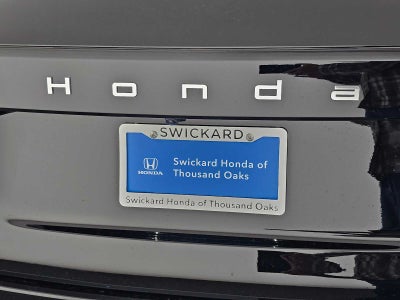 Honda
SWICKARD
Swickard Honda of
Thousand Oaks
HONDA
Swickard Honda of Thousand Oaks